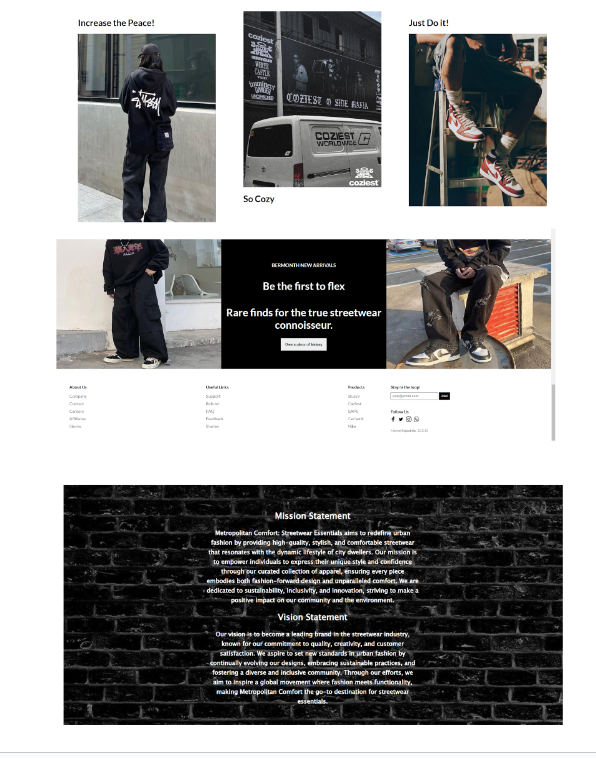 Increase the Peace!
Just Do it!
Stüssy
coziest
COZIEST O SIDE MAFIA
COZIEST
WORLDWIDE
coziest
So Cozy
BERMONTH NEW ARRIVALS
Be the first to flex
Rare finds for the true streetwear
connoisseur.
Own a piece of history
About Us
Company
Contact
Careers
Affiliates
Stores
Useful Links
Support
Refund
FAQ
Feedback
Stories
Products
Stussy
Coziest
BAPE
Carhartt
Nike
Stay in the loop!
Follow Us
Mission Statement
Metropolitan Comfort: Streetwear Essentials aims to redefine urban
fashion by providing high-quality, stylish, and comfortable streetwear
that resonates with the dynamic lifestyle of city dwellers. Our mission is
to empower individuals to express their unique style and confidence
through our curated collection of apparel, ensuring every piece
embodies both fashion-forward design and unparalleled comfort. We are
dedicated to sustainability, inclusivity, and innovation, striving to make a
positive impact on our community and the environment.
Vision Statement
Our vision is to become a leading brand in the streetwear industry,
known for our commitment to quality, creativity, and customer
satisfaction. We aspire to set new standards in urban fashion by
continually evolving our designs, embracing sustainable practices, and
fostering a diverse and inclusive community. Through our efforts, we
aim to inspire a global movement where fashion meets functionality,
making Metropolitan Comfort the go-to destination for streetwear
essentials.